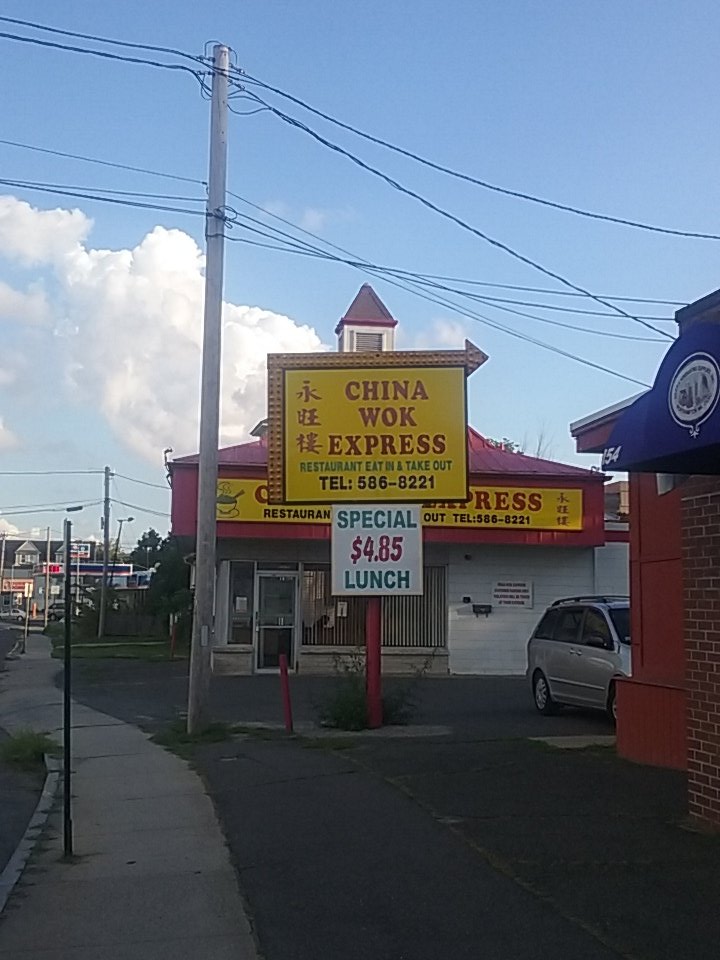 永旺樓
CHINA
WOK
EXPRESS
RESTAURANT EAT IN & TAKE OUT
TEL: 586-8221
SPECIAL
$4.85
LUNCH
EXPRESS
RESTAURAN OUT TEL:586-8221
永旺樓
154